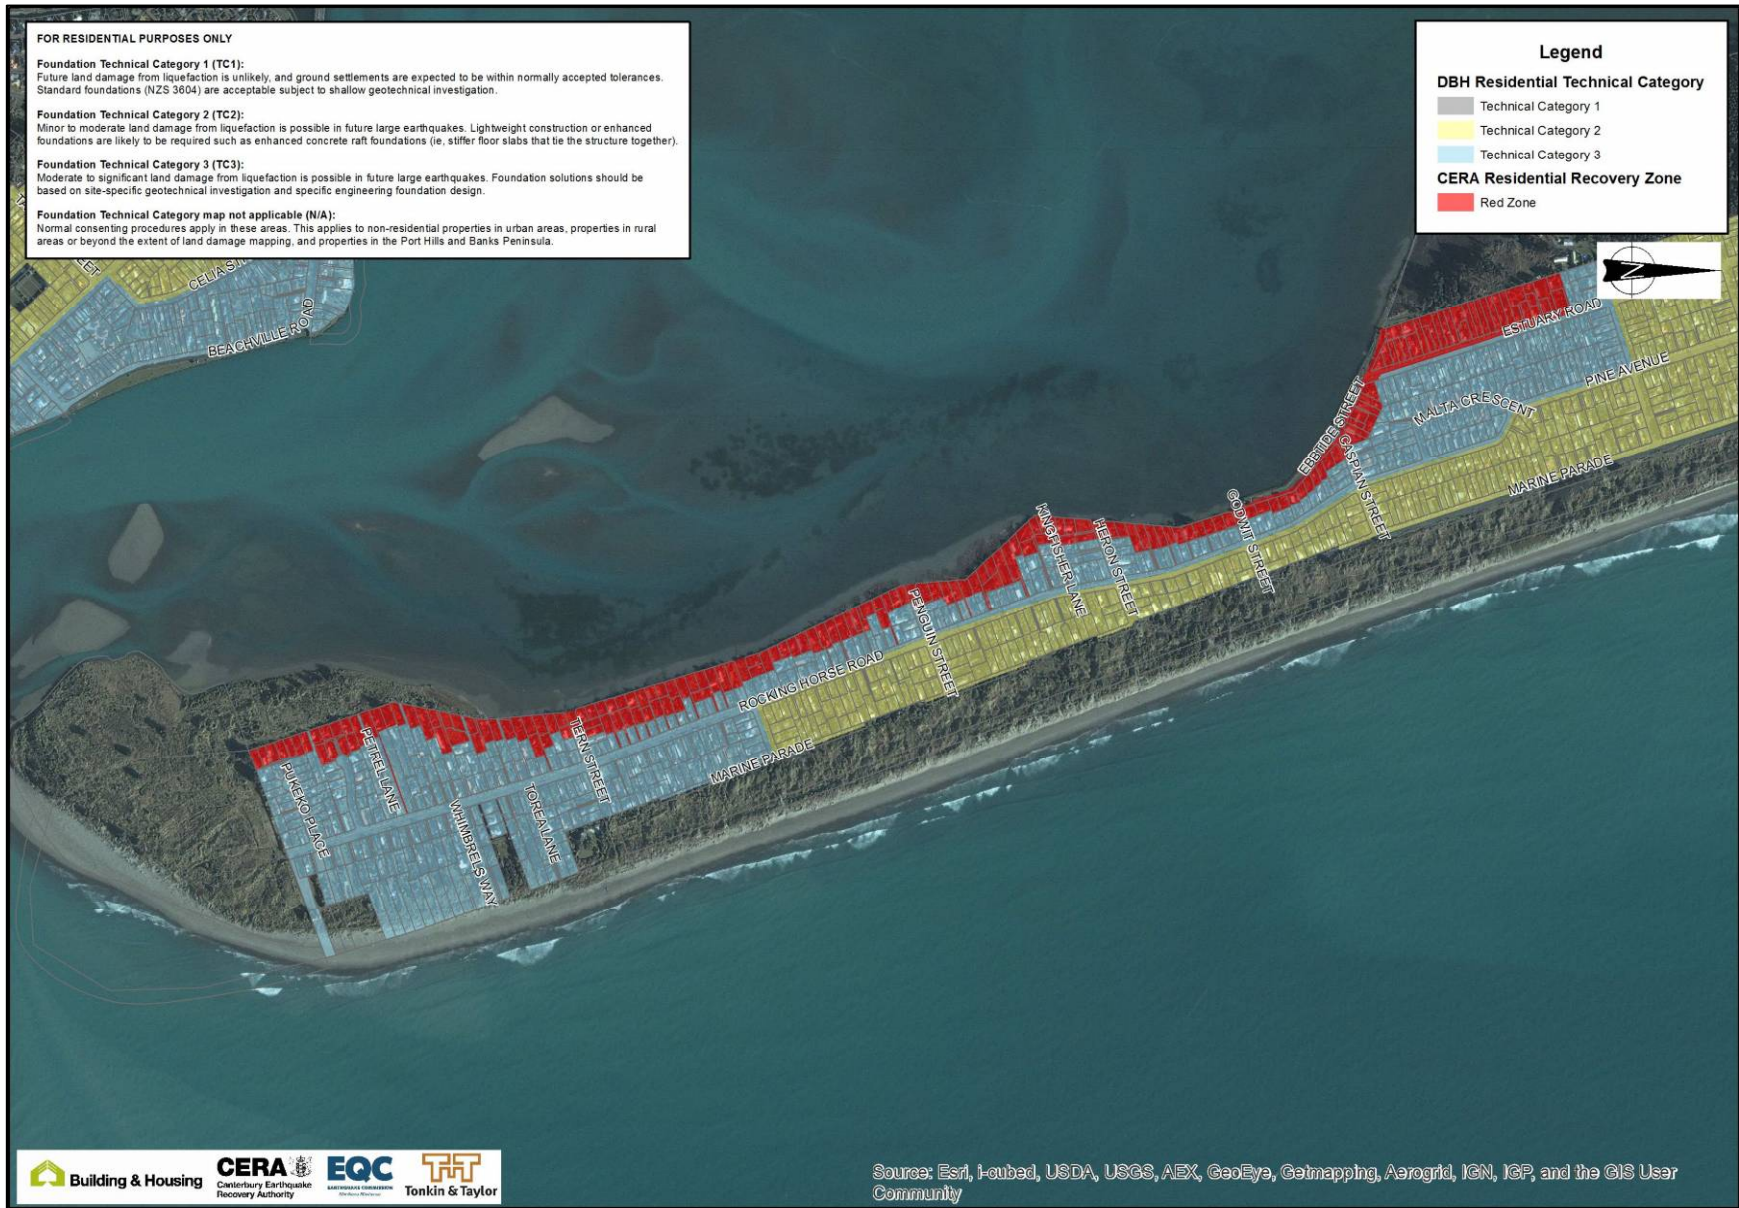 FOR RESIDENTIAL PURPOSES ONLY
Foundation Technical Category 1 (TC1):
Future land damage from liquefaction is unlikely, and ground settlements are expected to be within normally accepted tolerances.
Standard foundations (NZS 3604) are acceptable subject to shallow geotechnical investigation.
Foundation Technical Category 2 (TC2):
Minor to moderate land damage from liquefaction is possible in future large earthquakes. Lightweight construction or enhanced
foundations are likely to be required such as enhanced concrete raft foundations (ie, stiffer floor slabs that tie the structure together).
Foundation Technical Category 3 (TC3):
Moderate to significant land damage from liquefaction is possible in future large earthquakes. Foundation solutions should be
based on site-specific geotechnical investigation and specific engineering foundation design.
Foundation Technical Category map not applicable (N/A):
Normal consenting procedures apply in these areas. This applies to non-residential properties in urban areas, properties in rural
areas or beyond the extent of land damage mapping, and properties in the Port Hills and Banks Peninsula.
Legend
DBH Residential Technical Category
Technical Category 1
Technical Category 2
Technical Category 3
CERA Residential Recovery Zone
Red Zone
N
CELIA ST
BEACHVILLE ROAD
ESTUARY ROAD
PINE AVENUE
MALTA CRESCENT
EBBTIDE STREET
CASPIAN STREET
MARINE PARADE
GODWIT STREET
KINGFISHER LANE
HERON STREET
PENGUIN STREET
ROCKING HORSE ROAD
MARINE PARADE
TERN STREET
PETREL LANE
PUKEKO PLACE
WHIMBRELS WAY
TOREA LANE
Building & Housing
CERA
Canterbury Earthquake
Recovery Authority
EQC
EARTHQUAKE COMMISSION
T+T
Tonkin & Taylor
Source: Esri, i-cubed, USDA, USGS, AEX, GeoEye, Getmapping, Aerogrid, IGN, IGP, and the GIS User
Community